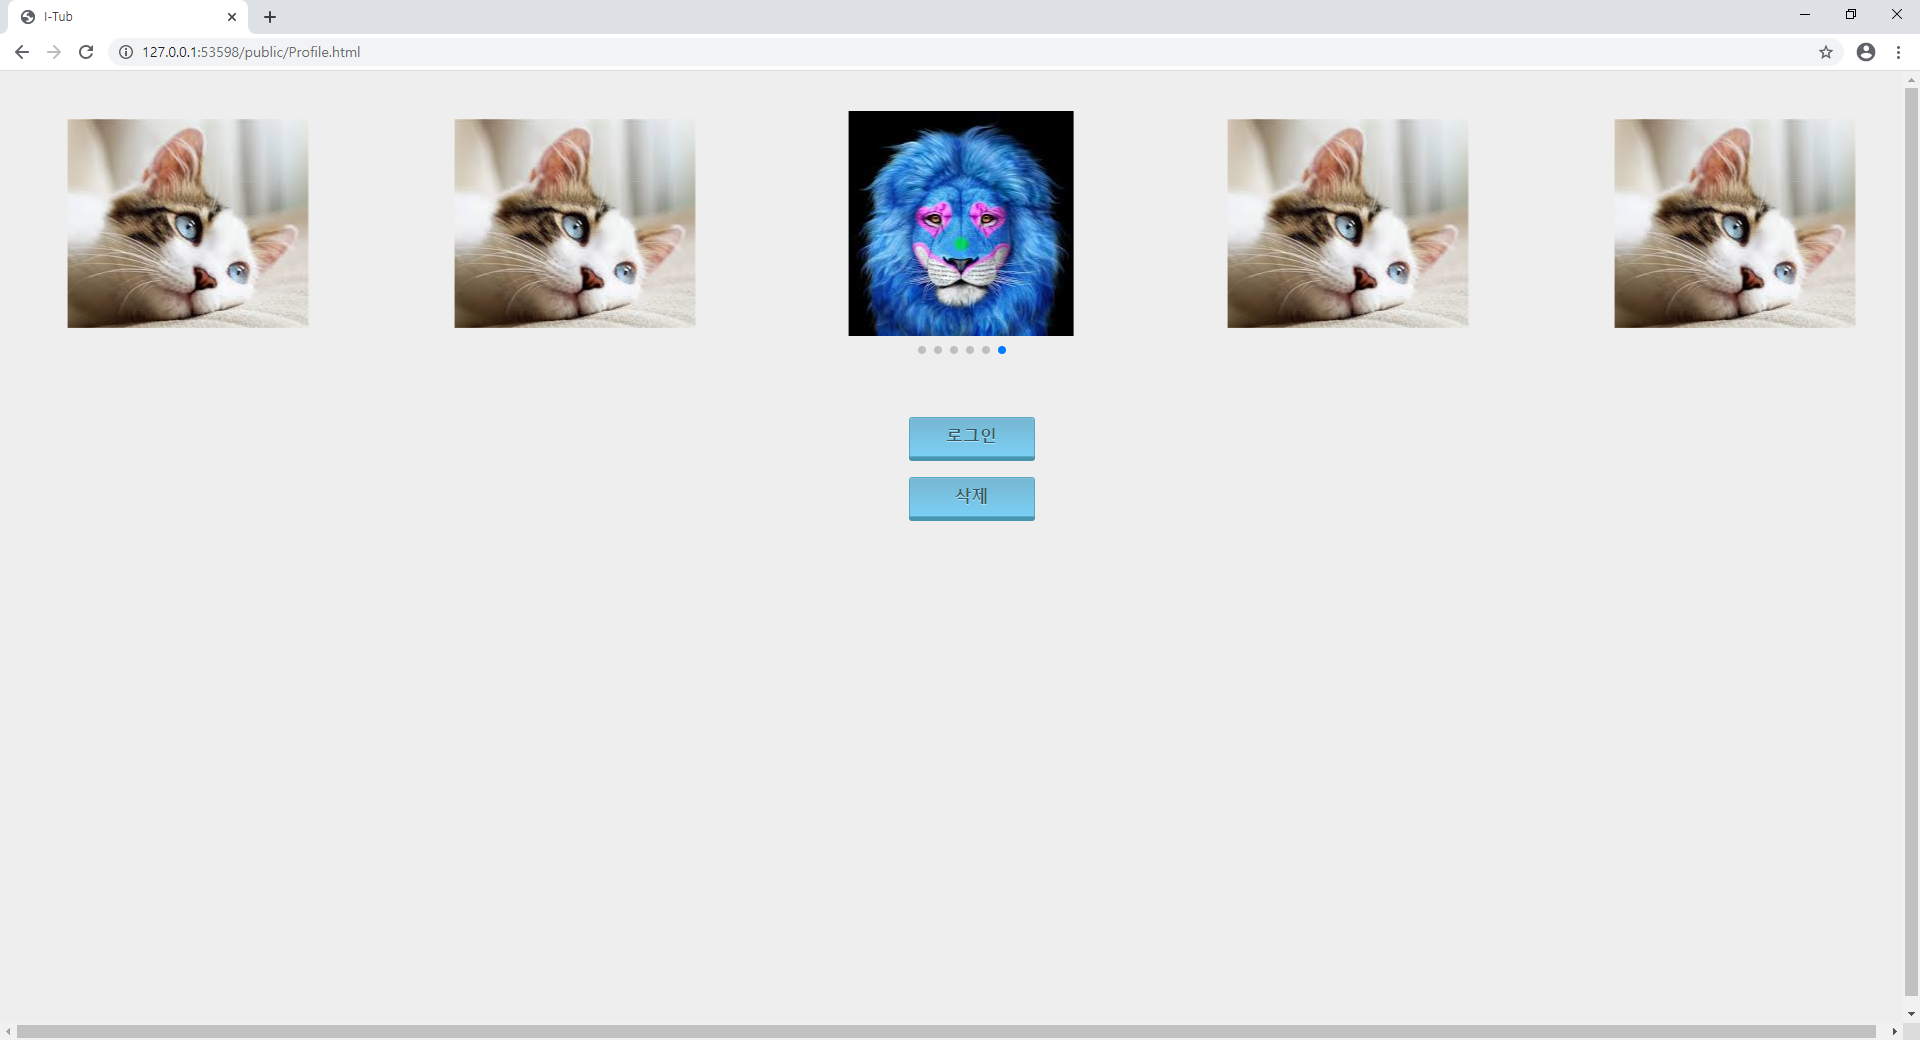 I-Tub
127.0.0.1:53598/public/Profile.html
로그인
삭제